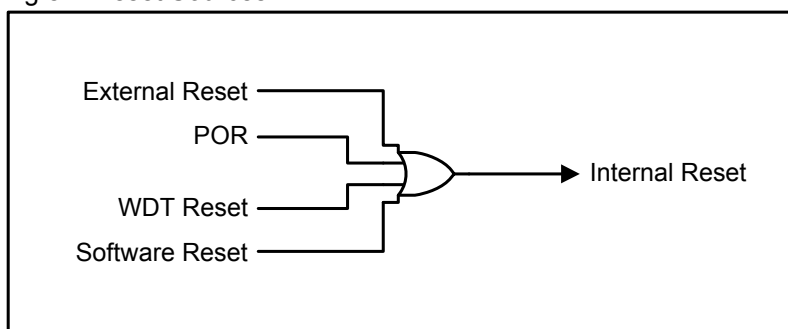 External Reset
POR
WDT Reset
Software Reset
Internal Reset